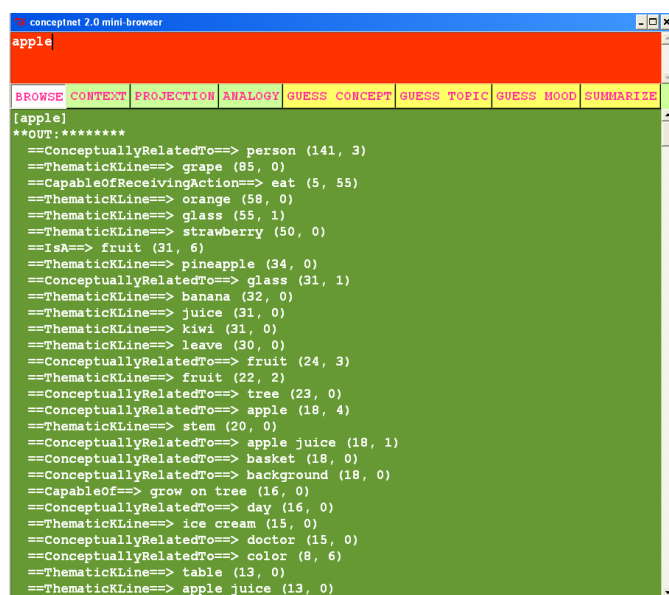 conceptnet 2.0 mini-browser
apple
BROWSE CONTEXT PROJECTION ANALOGY GUESS CONCEPT GUESS TOPIC GUESS MOOD SUMMARIZE
[apple]
**OUT:********
==ConceptuallyRelatedTo==> person (141, 3)
==ThematicKLine==> grape (85, 0)
==CapableOfReceivingAction==> eat (5, 55)
==ThematicKLine==> orange (58, 0)
==ThematicKLine==> glass (55, 1)
==ThematicKLine==> strawberry (50, 0)
==IsA==> fruit (31, 6)
==ThematicKLine==> pineapple (34, 0)
==ConceptuallyRelatedTo==> glass (31, 1)
==ThematicKLine==> banana (32, 0)
==ThematicKLine==> juice (31, 0)
==ThematicKLine==> kiwi (31, 0)
==ThematicKLine==> leave (30, 0)
==ConceptuallyRelatedTo==> fruit (24, 3)
==ThematicKLine==> fruit (22, 2)
==ConceptuallyRelatedTo==> tree (23, 0)
==ConceptuallyRelatedTo==> apple (18, 4)
==ThematicKLine==> stem (20, 0)
==ConceptuallyRelatedTo==> apple juice (18, 1)
==ConceptuallyRelatedTo==> basket (18, 0)
==ConceptuallyRelatedTo==> background (18, 0)
==CapableOf==> grow on tree (16, 0)
==ConceptuallyRelatedTo==> day (16, 0)
==ThematicKLine==> ice cream (15, 0)
==ConceptuallyRelatedTo==> doctor (15, 0)
==ConceptuallyRelatedTo==> color (8, 6)
==ThematicKLine==> table (13, 0)
==ThematicKLine==> apple juice (13, 0)